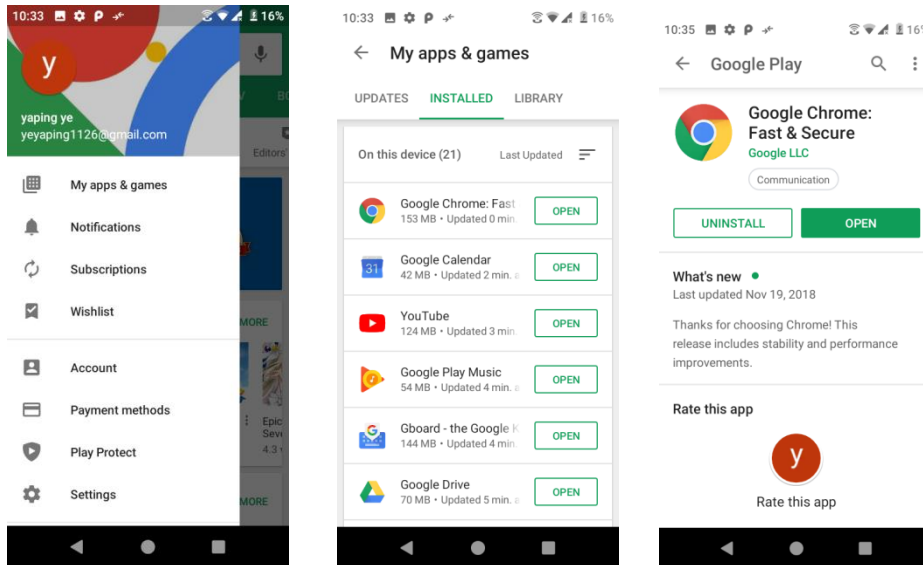 10:33
16%
y
yaping ye
yeyaping1126@gmail.com
Editors'
My apps & games
Notifications
Subscriptions
Wishlist
MORE
Account
Payment methods
Epic
Seve
4.3
Play Protect
Settings
MORE
10:33
16%
My apps & games
UPDATES INSTALLED LIBRARY
On this device (21) Last Updated
Google Chrome: Fast
153 MB • Updated 0 min.
OPEN
31
Google Calendar
42 MB • Updated 2 min. a
OPEN
YouTube
124 MB • Updated 3 min.
OPEN
Google Play Music
54 MB • Updated 4 min. a
OPEN
Gboard - the Google K
144 MB • Updated 4 min.
OPEN
Google Drive
70 MB • Updated 5 min. a
OPEN
10:35
16%
Google Play
Google Chrome:
Fast & Secure
Google LLC
Communication
UNINSTALL OPEN
What's new
Last updated Nov 19, 2018
Thanks for choosing Chrome! This
release includes stability and performance
improvements.
Rate this app
y
Rate this app